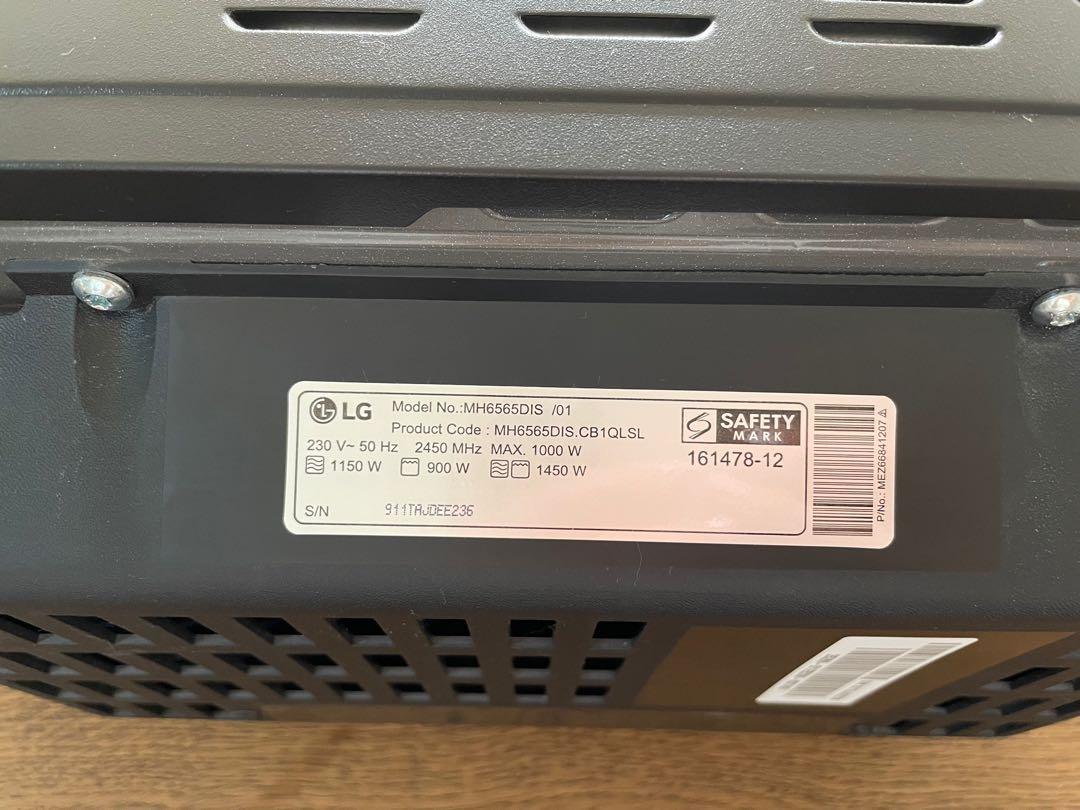 LG
Model No.:MH6565DIS /01
Product Code : MH6565DIS.CB1QLSL
230 V~ 50 Hz 2450 MHz MAX. 1000 W
1150 W 900 W 1450 W
S/N 911TAJDEE236
SAFETY
MARK
161478-12
P/No.: MEZ66841207